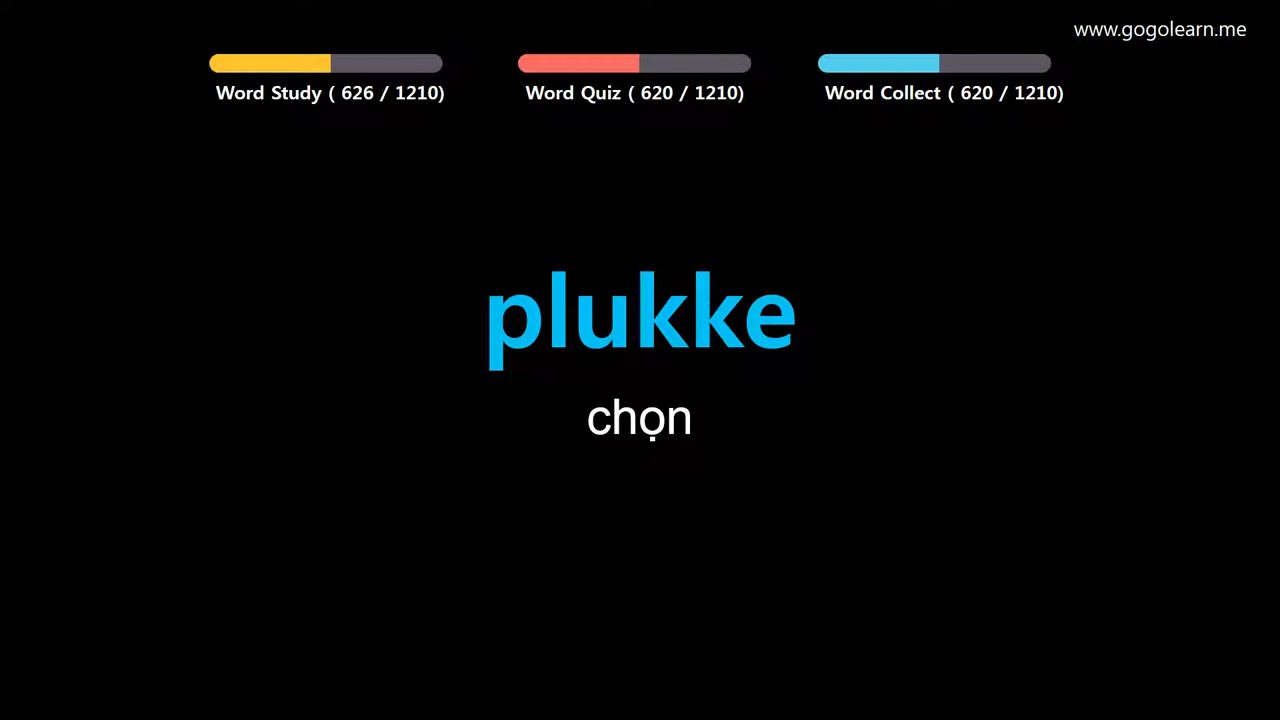 www.gogolearn.me
Word Study ( 626 / 1210)
Word Quiz ( 620 / 1210)
Word Collect ( 620 / 1210)
plukke
chọn